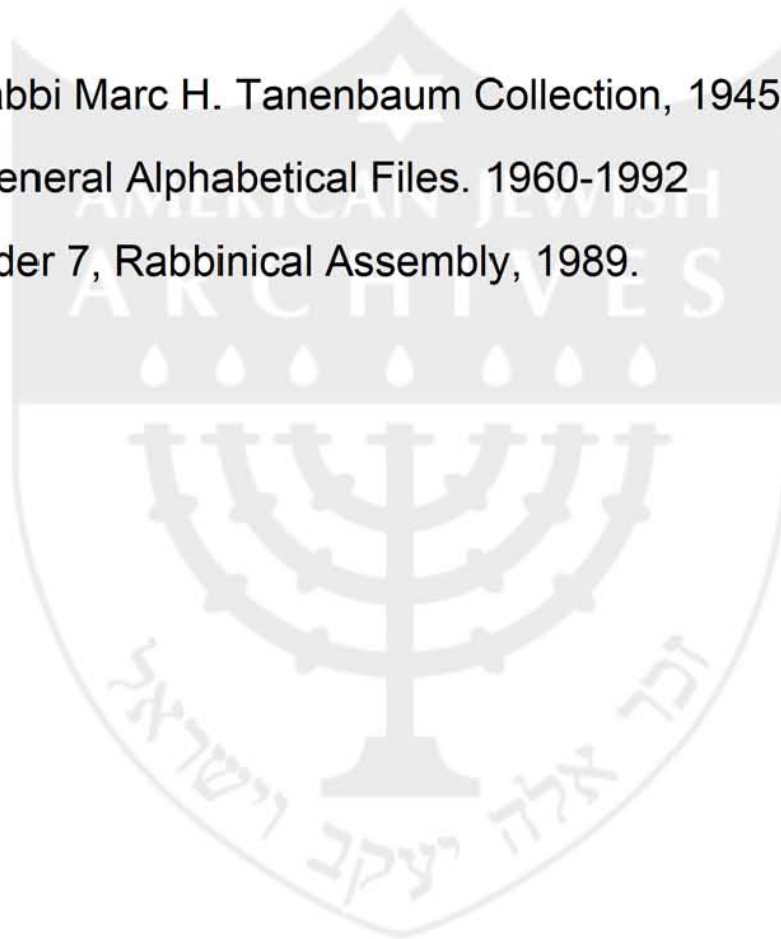 abbi Marc H. Tanenbaum Collection, 1945
eneral Alphabetical Files. 1960-1992
der 7, Rabbinical Assembly, 1989.
AMERICAN JEWISH
ARCHIVES
זכר אלה יעקב וישראל